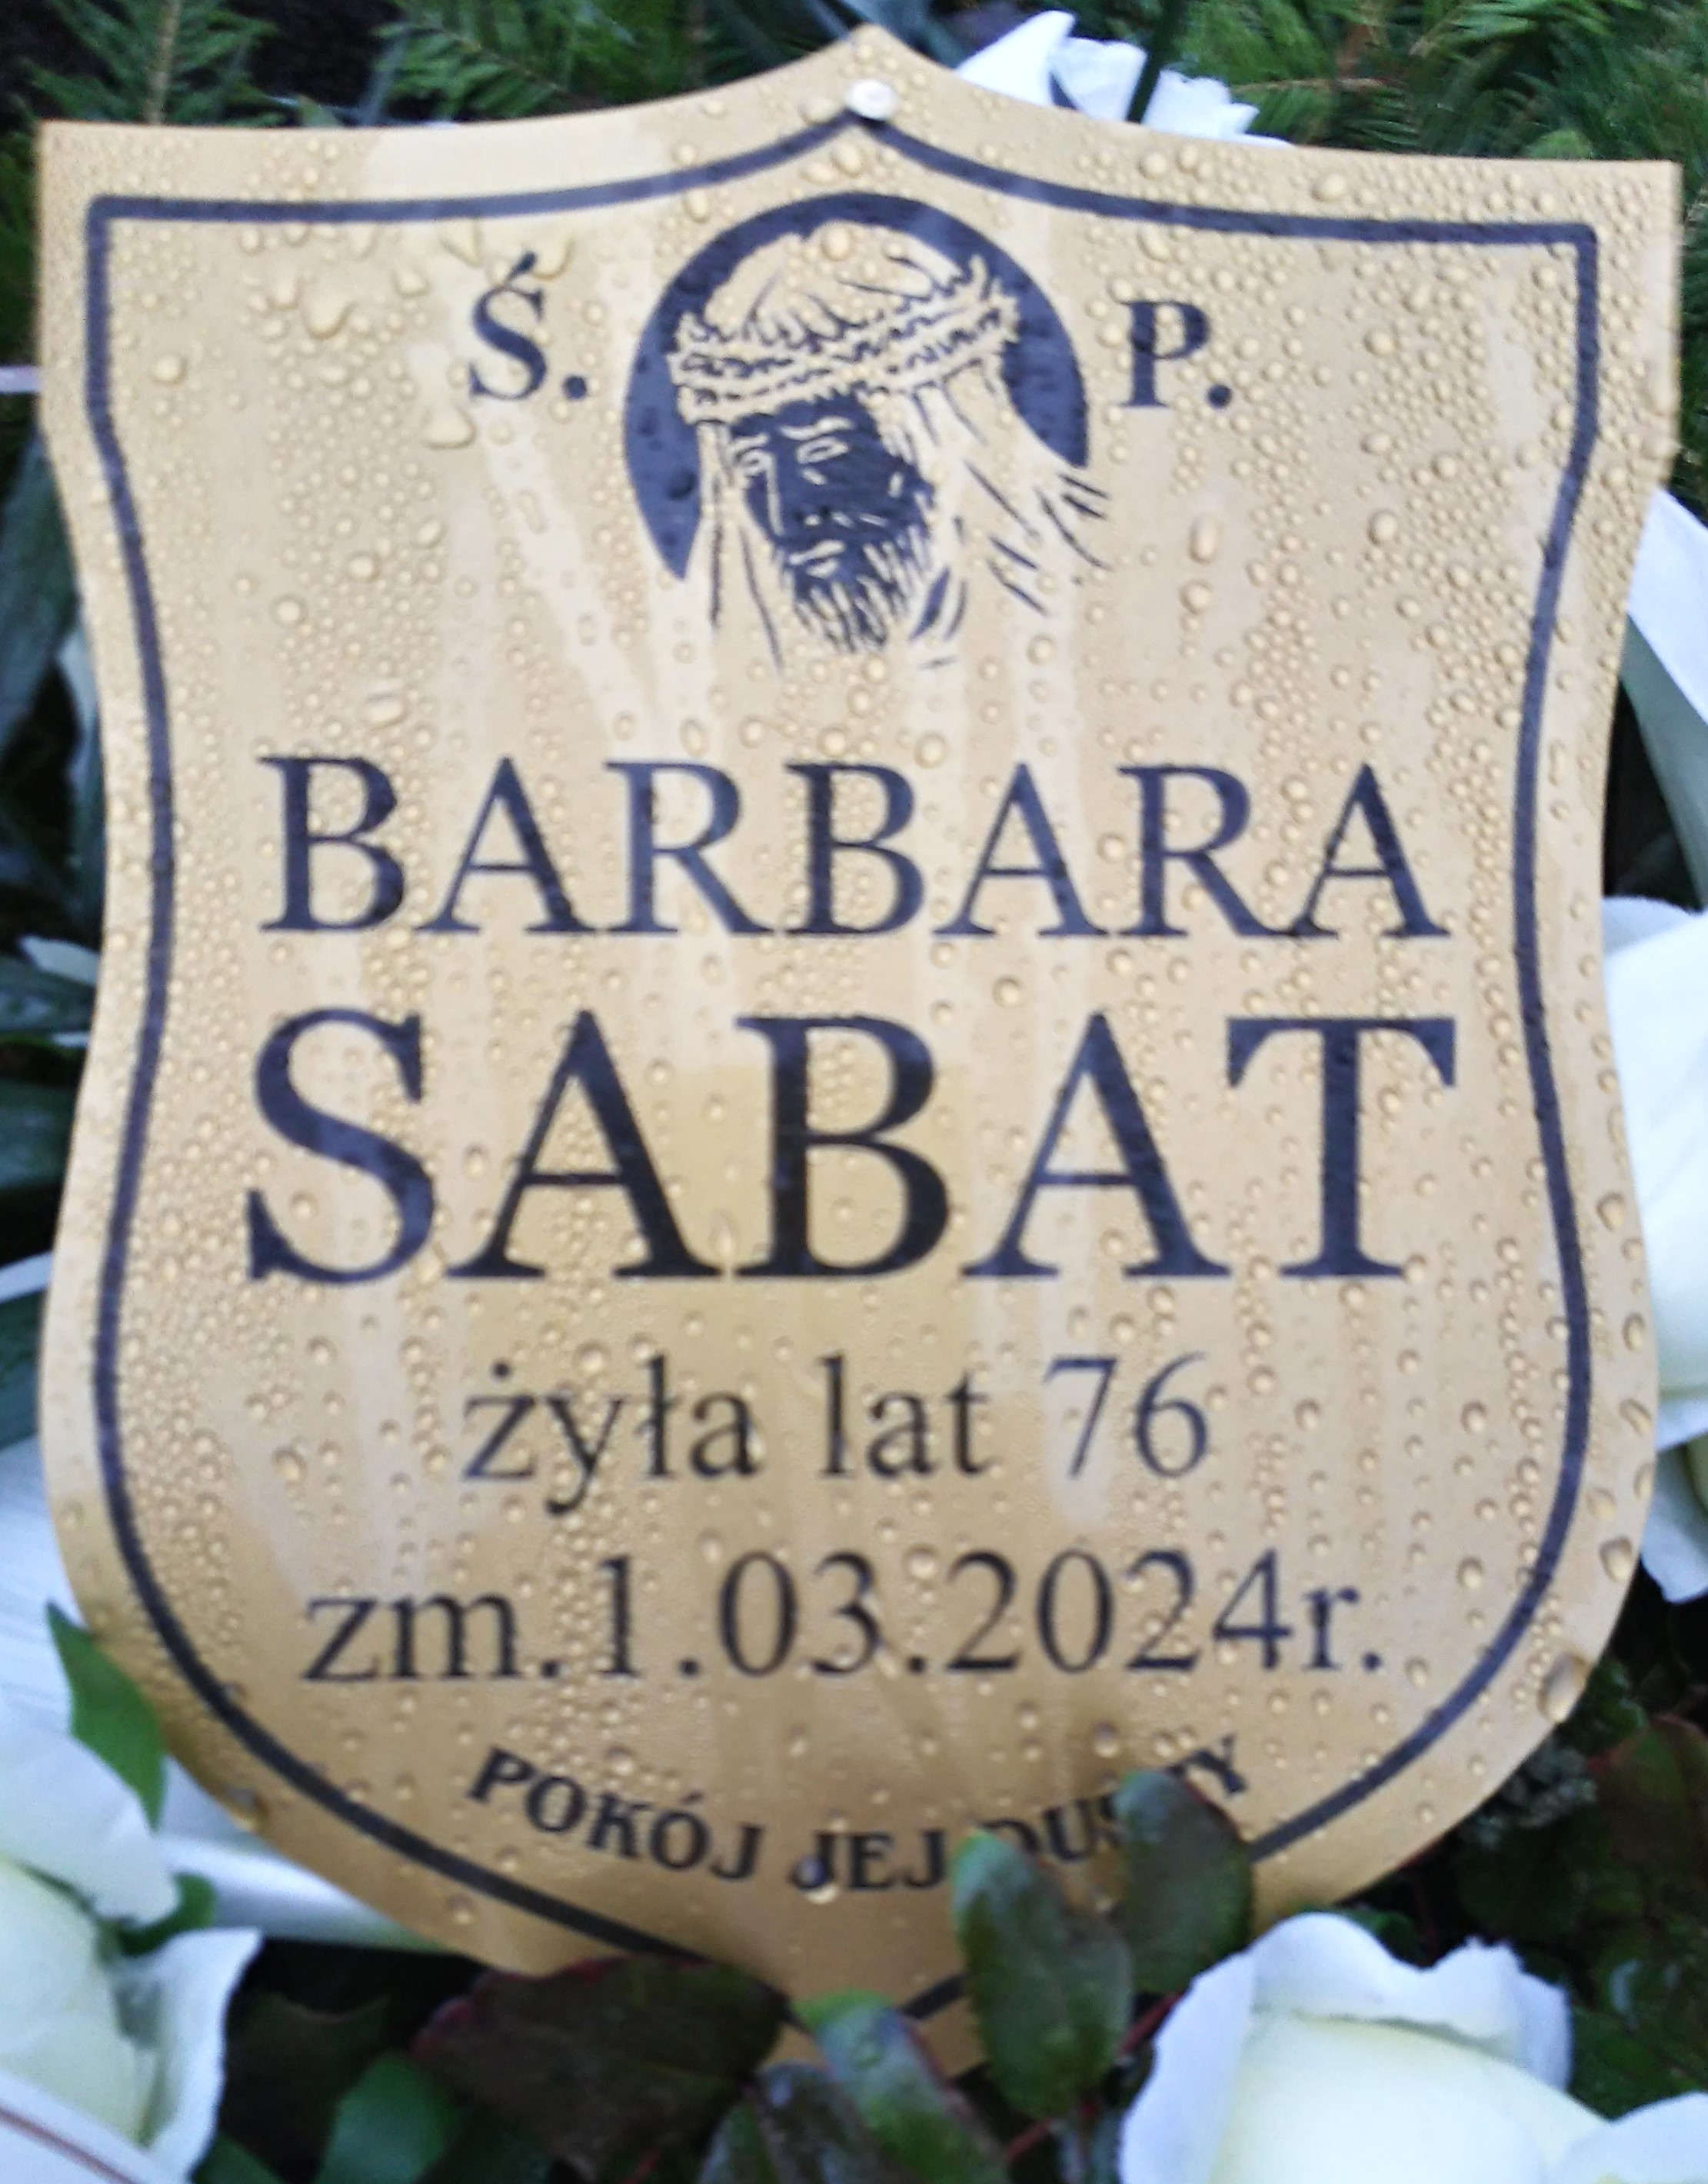 Ś. P.
BARBARA
SABAT
żyła lat 76
zm.1.03.2024r.
POKÓJ JEJ